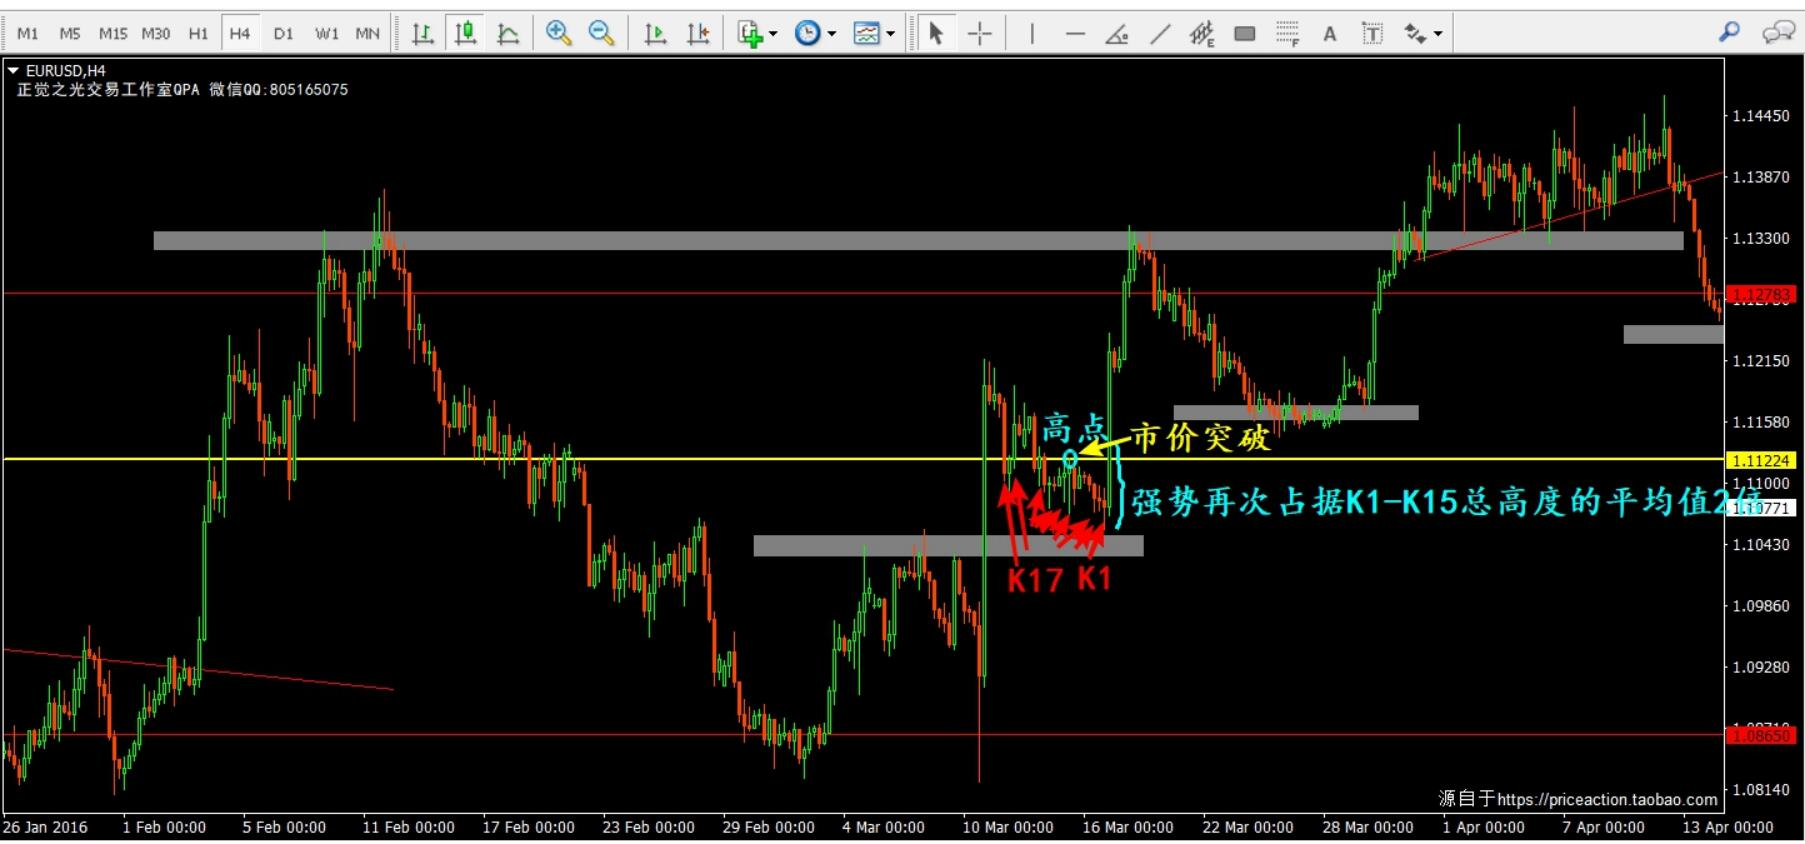 M1 M5 M15 M30 H1 H4 D1 W1 MN E F A T
EURUSD,H4
正觉之光交易工作室QPA 微信QQ:805165075
1.14450
1.13870
1.13300
1.12783
1.12150
1.11580
高点
市价突破
1.11224
1.11000
强势再次占据K1-K15总高度的平均值2倍
1.10430
K17 K1
1.09860
1.09280
1.08650
1.08140
源自于https://priceaction.taobao.com
26 Jan 2016 1 Feb 00:00 5 Feb 00:00 11 Feb 00:00 17 Feb 00:00 23 Feb 00:00 29 Feb 00:00 4 Mar 00:00 10 Mar 00:00 16 Mar 00:00 22 Mar 00:00 28 Mar 00:00 1 Apr 00:00 7 Apr 00:00 13 Apr 00:00